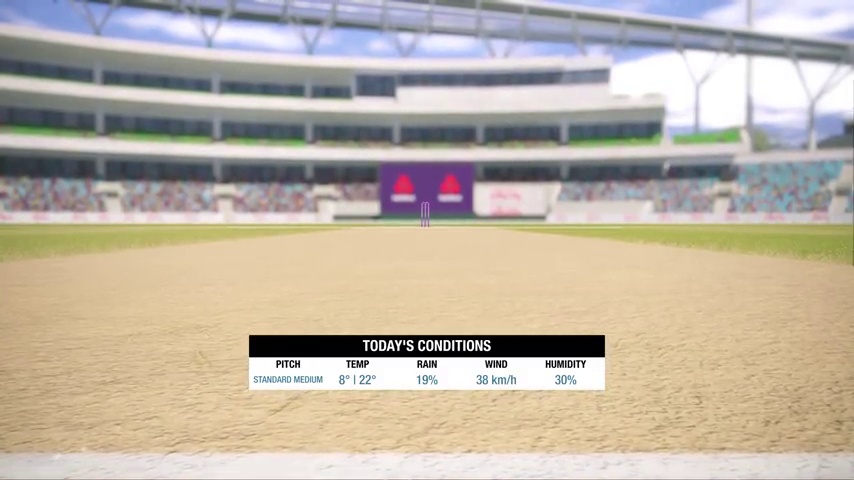 TODAY'S CONDITIONS
PITCH TEMP RAIN WIND HUMIDITY
STANDARD MEDIUM 8° | 22° 19% 38 km/h 30%